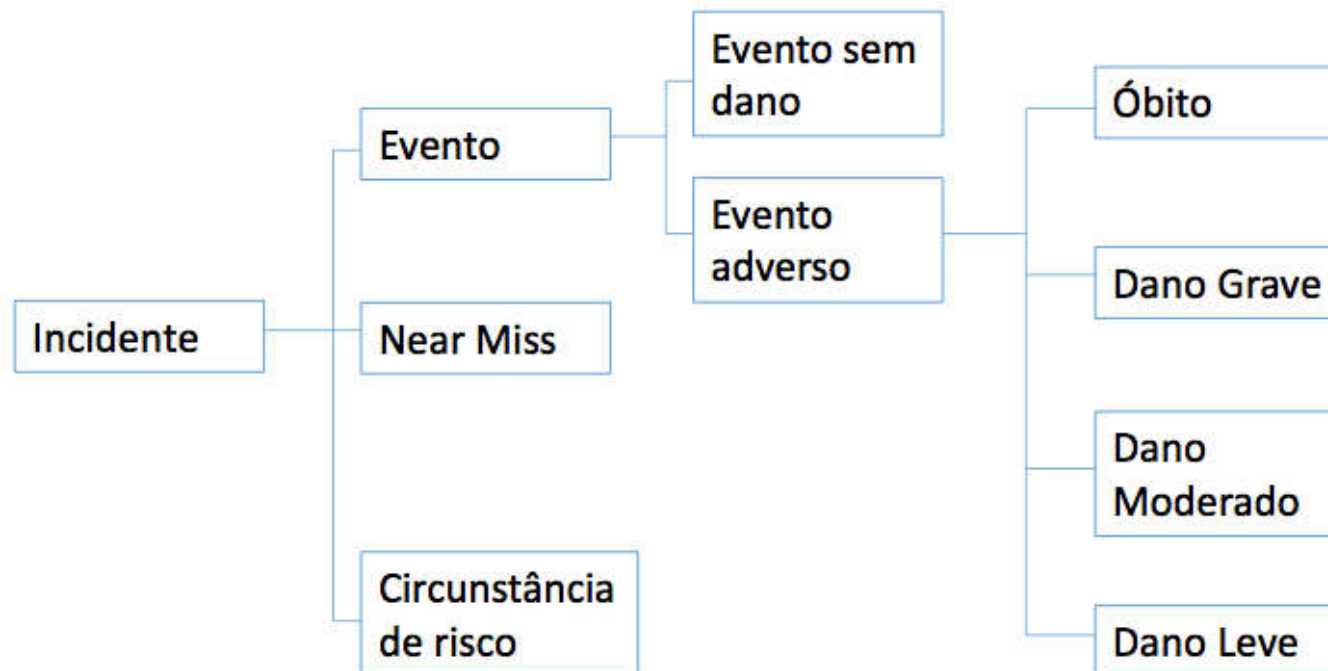 Incidente
Evento
Near Miss
Circunstância
de risco
Evento sem
dano
Evento
adverso
Óbito
Dano Grave
Dano
Moderado
Dano Leve